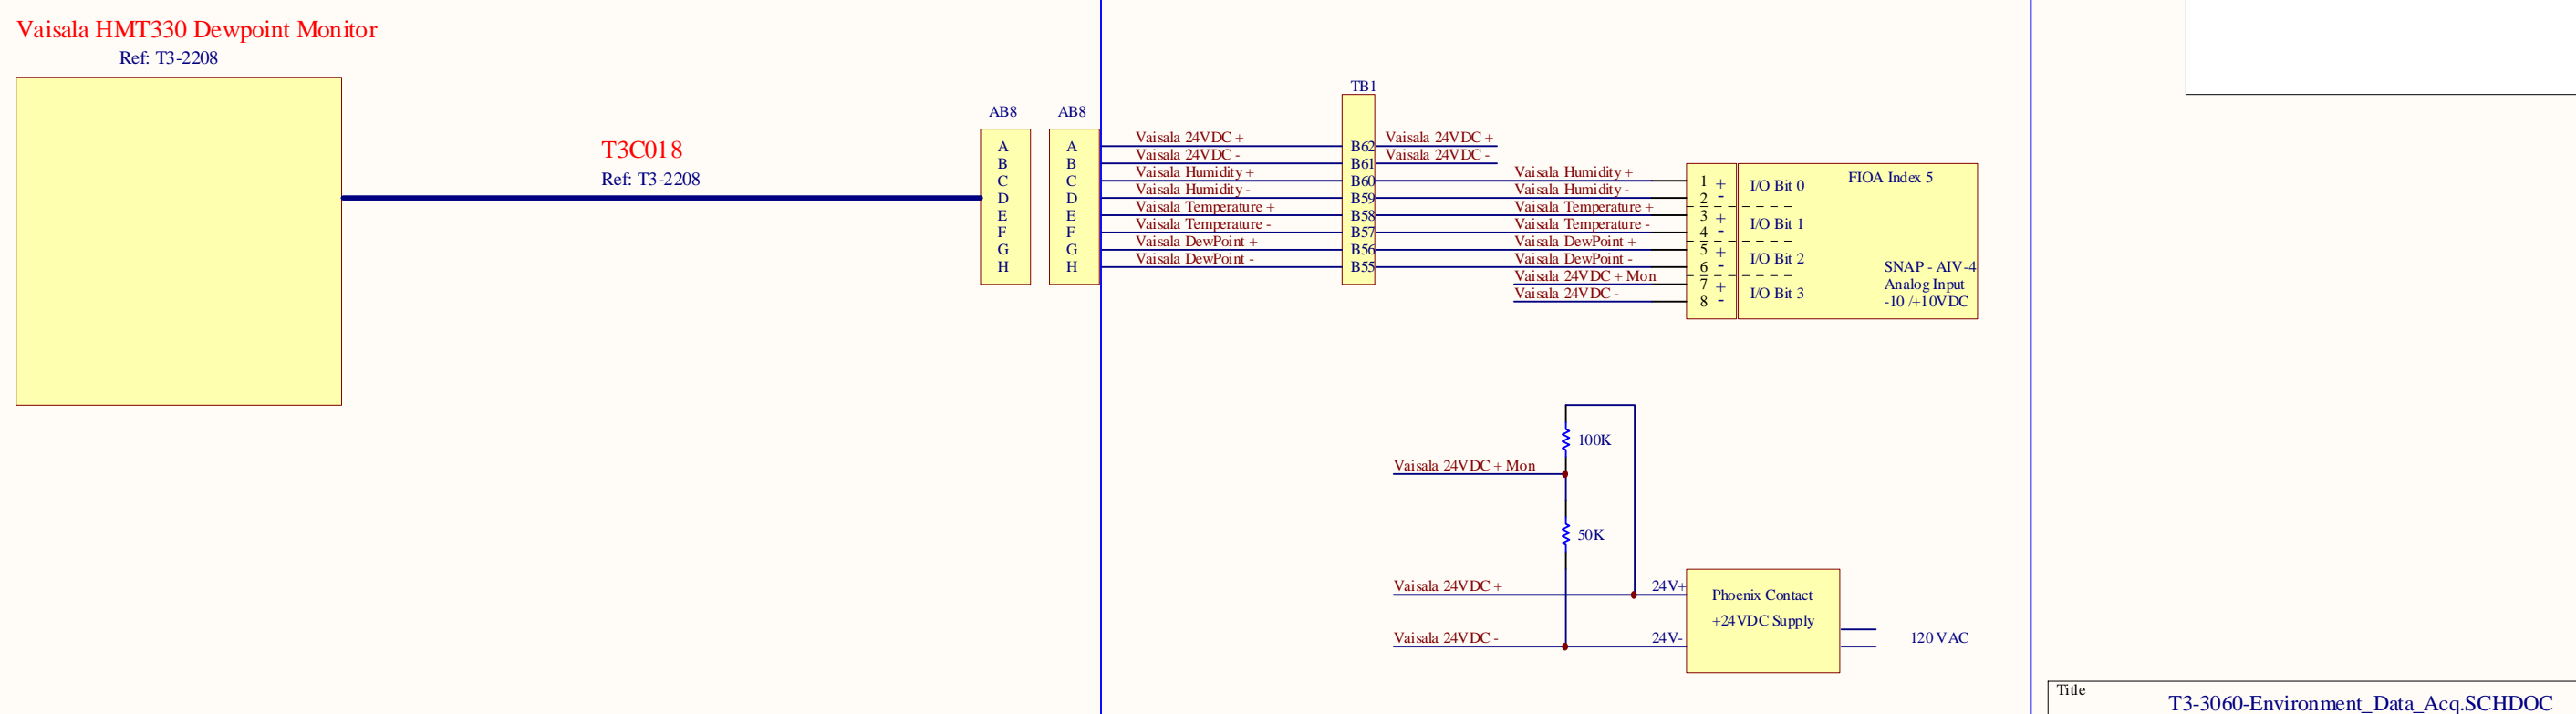 Vaisala HMT330 Dewpoint Monitor
Ref: T3-2208
T3C018
Ref: T3-2208
AB8
A
B
C
D
E
F
G
H
AB8
A
B
C
D
E
F
G
H
Vaisala 24VDC +
Vaisala 24VDC -
Vaisala Humidity +
Vaisala Humidity -
Vaisala Temperature +
Vaisala Temperature -
Vaisala DewPoint +
Vaisala DewPoint -
TB1
B62
B61
B60
B59
B58
B57
B56
B55
Vaisala 24VDC +
Vaisala 24VDC -
Vaisala Humidity +
Vaisala Humidity -
Vaisala Temperature +
Vaisala Temperature -
Vaisala DewPoint +
Vaisala DewPoint -
Vaisala 24VDC + Mon
Vaisala 24VDC -
1 +
2 -
3 +
4 -
5 +
6 -
7 +
8 -
I/O Bit 0
I/O Bit 1
I/O Bit 2
I/O Bit 3
FIOA Index 5
SNAP - AIV-4
Analog Input
-10 /+10VDC
100K
Vaisala 24VDC + Mon
50K
Vaisala 24VDC +
24V+
Vaisala 24VDC -
24V-
Phoenix Contact
+24VDC Supply
120 VAC
Title
T3-3060-Environment_Data_Acq.SCHDOC